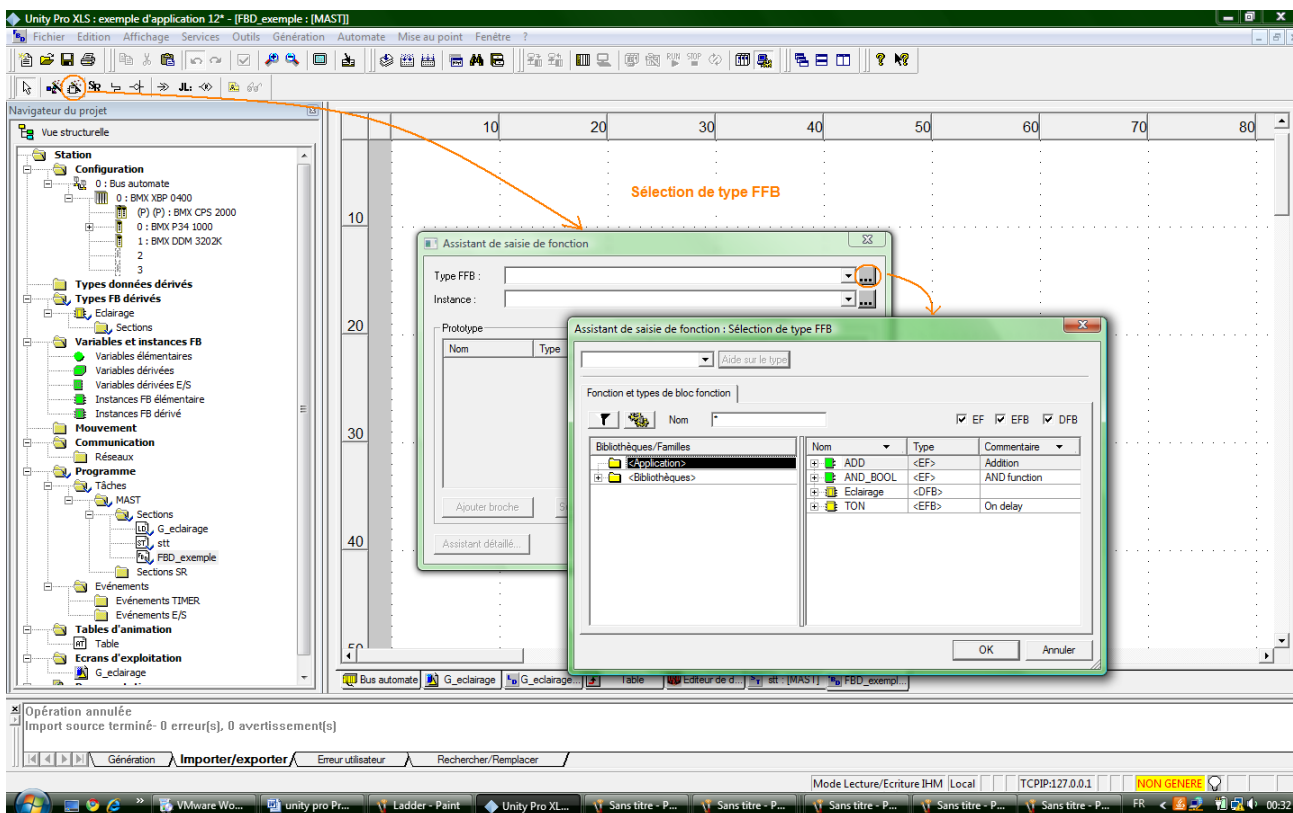 Unity Pro XLS : exemple d'application 12* - [FBD_exemple : [MAST]]
Fichier Edition Affichage Services Outils Génération Automate Mise au point Fenêtre ?
Navigateur du projet
Vue structurelle
Station
Configuration
0 : Bus automate
0 : BMX XBP 0400
(P) (P) : BMX CPS 2000
0 : BMX P34 1000
1 : BMX DDM 3202K
2
3
Types données dérivés
Types FB dérivés
Eclairage
Sections
Variables et instances FB
Variables élémentaires
Variables dérivées
Variables dérivées E/S
Instances FB élémentaire
Instances FB dérivé
Mouvement
Communication
Réseaux
Programme
Tâches
MAST
Sections
G_eclairage
stt
FBD_exemple
Sections SR
Evénements
Evénements TIMER
Evénements E/S
Tables d'animation
Table
Ecrans d'exploitation
G_eclairage
10 20 30 40 50 60 70 80
10
20
30
40
50
Sélection de type FFB
Assistant de saisie de fonction
Type FFB :
Instance :
Prototype
Nom Type
Ajouter broche
Assistant détaillé...
Assistant de saisie de fonction : Sélection de type FFB
Aide sur le type
Fonction et types de bloc fonction
Nom *
EF EFB DFB
Bibliothèques/Familles
<Application>
<Bibliothèques>
Nom Type Commentaire
ADD <EF> Addition
AND_BOOL <EF> AND function
Eclairage <DFB>
TON <EFB> On delay
OK Annuler
Bus automate G_eclairage G_eclairage... Table Editeur de d... stt : [MAST] FBD_exempl...
Opération annulée
Import source terminé- 0 erreur(s), 0 avertissement(s)
Génération Importer/exporter Erreur utilisateur Rechercher/Remplacer
Mode Lecture/Ecriture IHM Local TCPIP:127.0.0.1 NON GENERE
VMware Wo... unity pro Pr... Ladder - Paint Unity Pro XL... Sans titre - P... Sans titre - P... Sans titre - P... Sans titre - P... Sans titre - P... FR 00:32